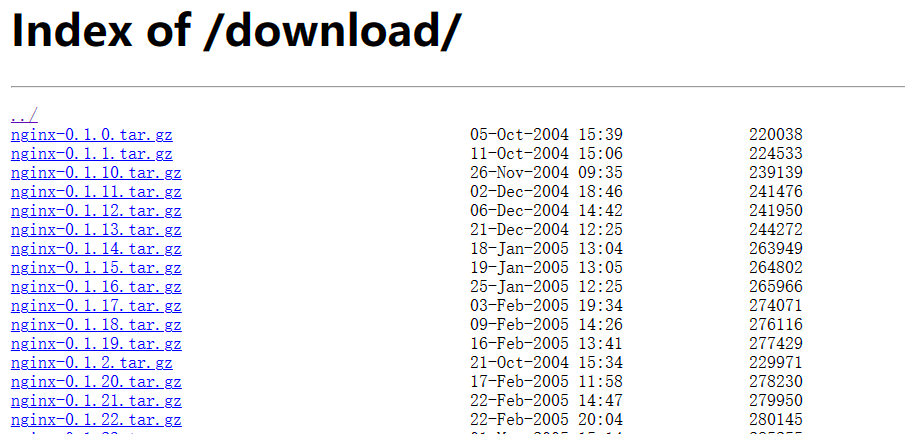 Index of /download/
../
nginx-0.1.0.tar.gz 05-Oct-2004 15:39 220038
nginx-0.1.1.tar.gz 11-Oct-2004 15:06 224533
nginx-0.1.10.tar.gz 26-Nov-2004 09:35 239139
nginx-0.1.11.tar.gz 02-Dec-2004 18:46 241476
nginx-0.1.12.tar.gz 06-Dec-2004 14:42 241950
nginx-0.1.13.tar.gz 21-Dec-2004 12:25 244272
nginx-0.1.14.tar.gz 18-Jan-2005 13:04 263949
nginx-0.1.15.tar.gz 19-Jan-2005 13:05 264802
nginx-0.1.16.tar.gz 25-Jan-2005 12:25 265966
nginx-0.1.17.tar.gz 03-Feb-2005 19:34 274071
nginx-0.1.18.tar.gz 09-Feb-2005 14:26 276116
nginx-0.1.19.tar.gz 16-Feb-2005 13:41 277429
nginx-0.1.2.tar.gz 21-Oct-2004 15:34 229971
nginx-0.1.20.tar.gz 17-Feb-2005 11:58 278230
nginx-0.1.21.tar.gz 22-Feb-2005 14:47 279950
nginx-0.1.22.tar.gz 22-Feb-2005 20:04 280145